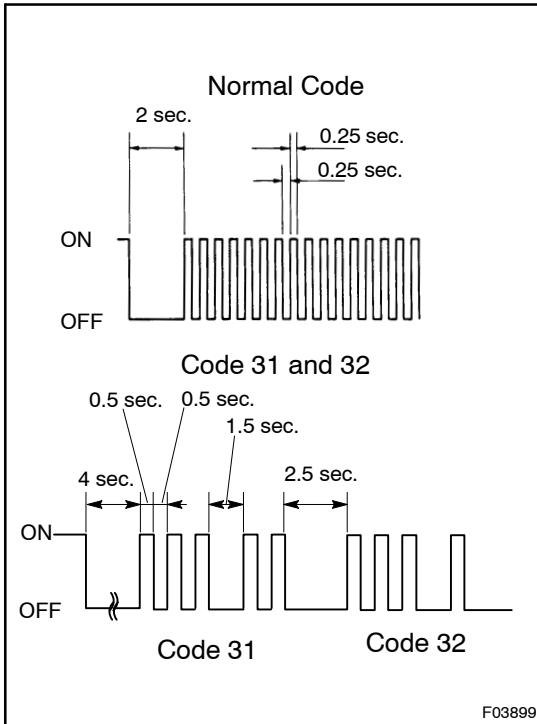 Normal Code
2 sec.
0.25 sec.
0.25 sec.
ON
OFF
Code 31 and 32
0.5 sec. 0.5 sec.
1.5 sec.
4 sec.
2.5 sec.
ON
OFF
Code 31
Code 32
F03899